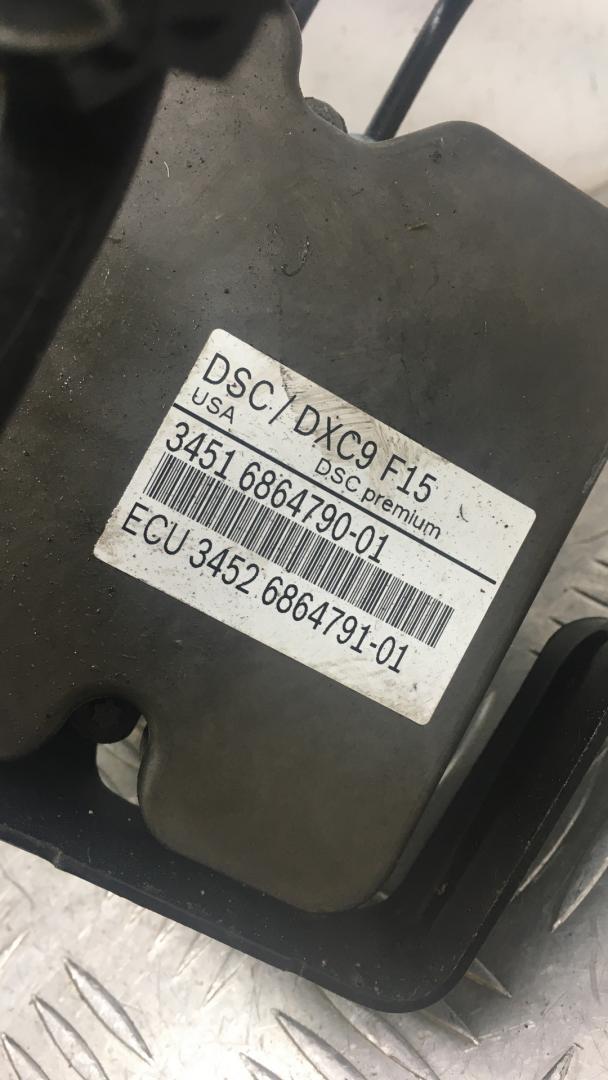 DSC / DXC9 F15
USA DSC premium
3451 6864790-01
ECU 3452 6864791-01